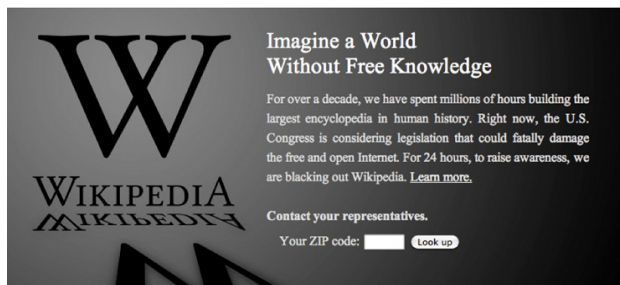 W
WIKIPEDIA
Imagine a World
Without Free Knowledge
For over a decade, we have spent millions of hours building the
largest encyclopedia in human history. Right now, the U.S.
Congress is considering legislation that could fatally damage
the free and open Internet. For 24 hours, to raise awareness, we
are blacking out Wikipedia. Learn more.
Contact your representatives.
Your ZIP code: Look up